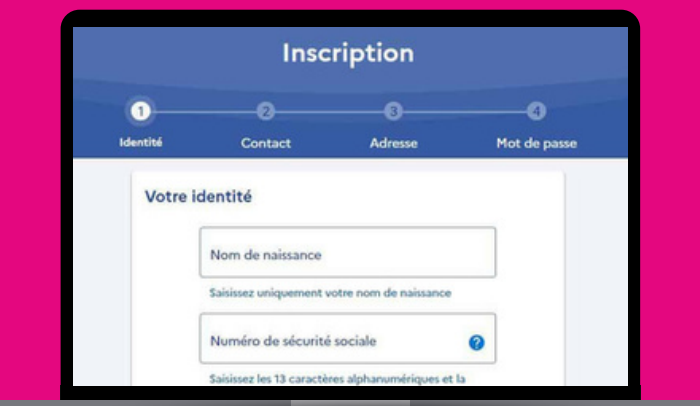 Inscription
1 2 3 4
Identité Contact Adresse Mot de passe
Votre identité
Nom de naissance
Saisissez uniquement votre nom de naissance
Numéro de sécurité sociale ?
Saisissez les 13 caractères alphanumériques et la